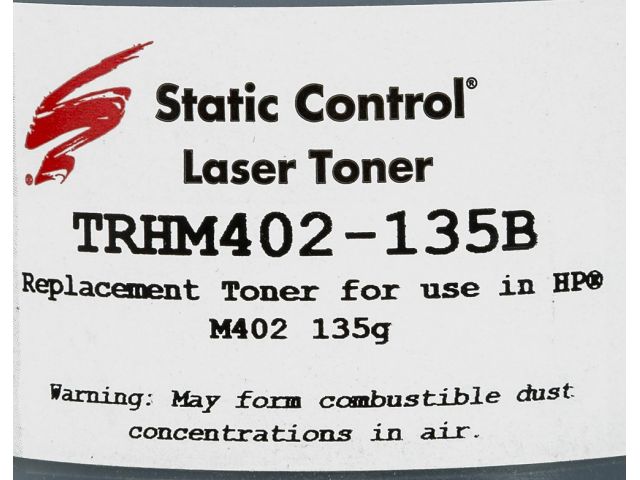 Static Control®
Laser Toner
TRHM402-135B
Replacement Toner for use in HP®
M402 135g
Warning: May form combustible dust
concentrations in air.